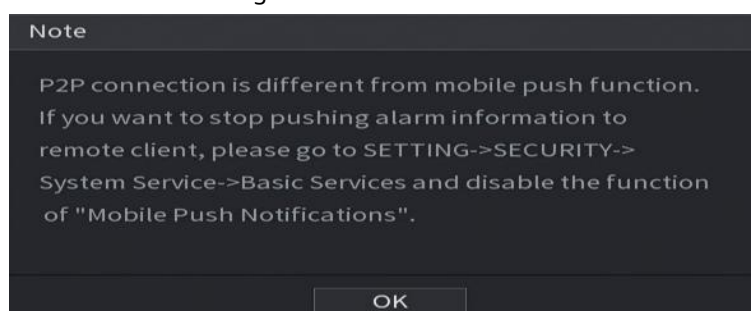 Note
P2P connection is different from mobile push function.
If you want to stop pushing alarm information to
remote client, please go to SETTING->SECURITY->
System Service->Basic Services and disable the function
of "Mobile Push Notifications".
OK